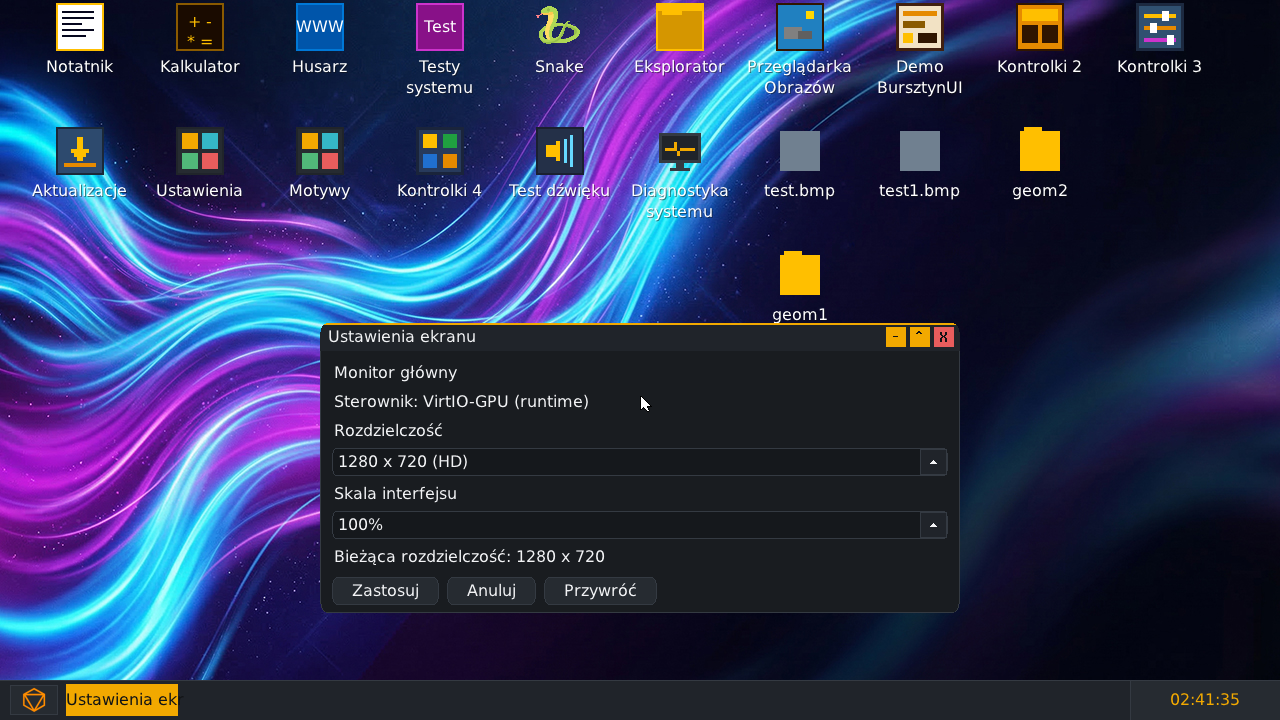 + -
* =
WWW
Test
Notatnik
Kalkulator
Husarz
Testy
systemu
Snake
Eksplorator
Przeglądarka
Obrazów
Demo
BursztynUI
Kontrolki 2
Kontrolki 3
Aktualizacje
Ustawienia
Motywy
Kontrolki 4
Test dźwięku
Diagnostyka
systemu
test.bmp
test1.bmp
geom2
geom1
Ustawienia ekranu
- ^ X
Monitor główny
Sterownik: VirtIO-GPU (runtime)
Rozdzielczość
1280 x 720 (HD)
Skala interfejsu
100%
Bieżąca rozdzielczość: 1280 x 720
Zastosuj
Anuluj
Przywróć
Ustawienia ekr
02:41:35